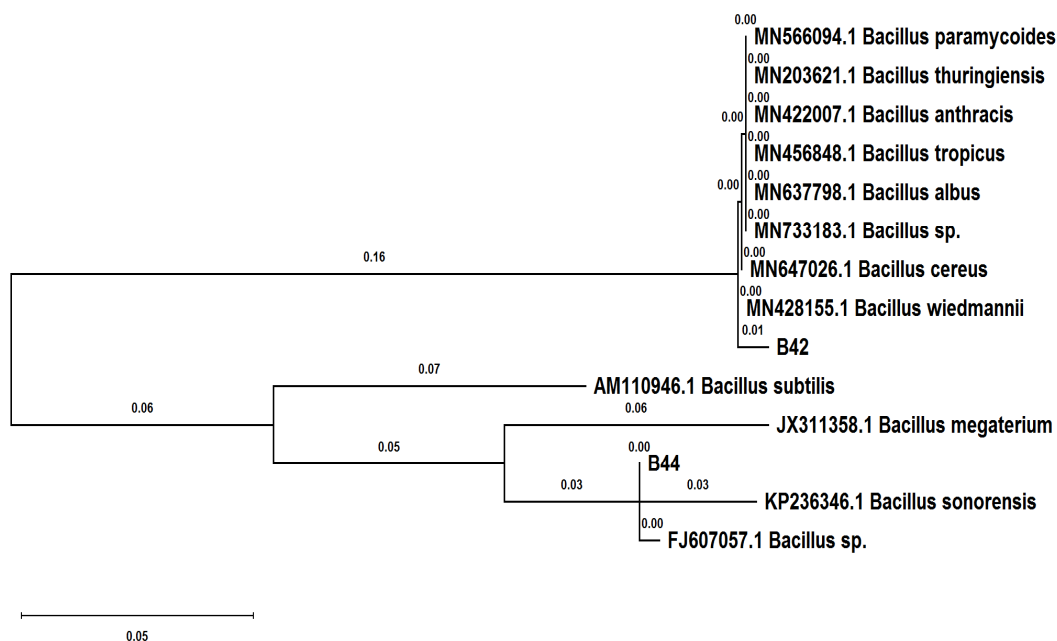 0.00
MN566094.1 Bacillus paramycoides
0.00
MN203621.1 Bacillus thuringiensis
0.00
MN422007.1 Bacillus anthracis
0.00
0.00
MN456848.1 Bacillus tropicus
0.00
0.00
MN637798.1 Bacillus albus
0.00
MN733183.1 Bacillus sp.
0.00
0.16
MN647026.1 Bacillus cereus
0.00
MN428155.1 Bacillus wiedmannii
0.01
B42
0.07
AM110946.1 Bacillus subtilis
0.06
0.06
JX311358.1 Bacillus megaterium
0.05
0.00
B44
0.03
0.03
KP236346.1 Bacillus sonorensis
0.00
FJ607057.1 Bacillus sp.
0.05